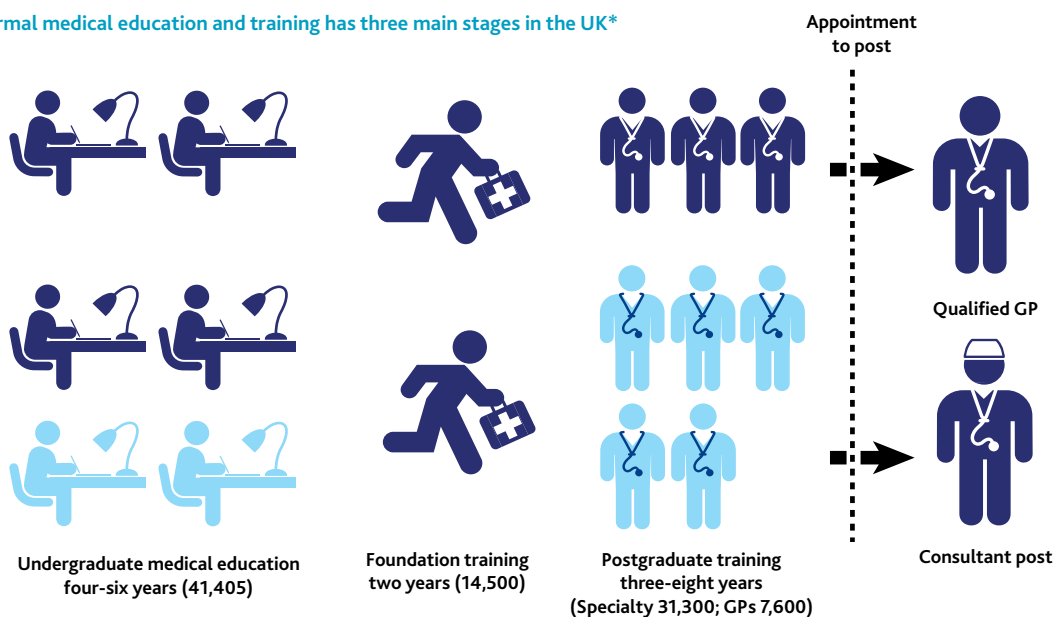 rmal medical education and training has three main stages in the UK*
Appointment
to post
Qualified GP
Undergraduate medical education
four-six years (41,405)
Foundation training
two years (14,500)
Postgraduate training
three-eight years
(Specialty 31,300; GPs 7,600)
Consultant post